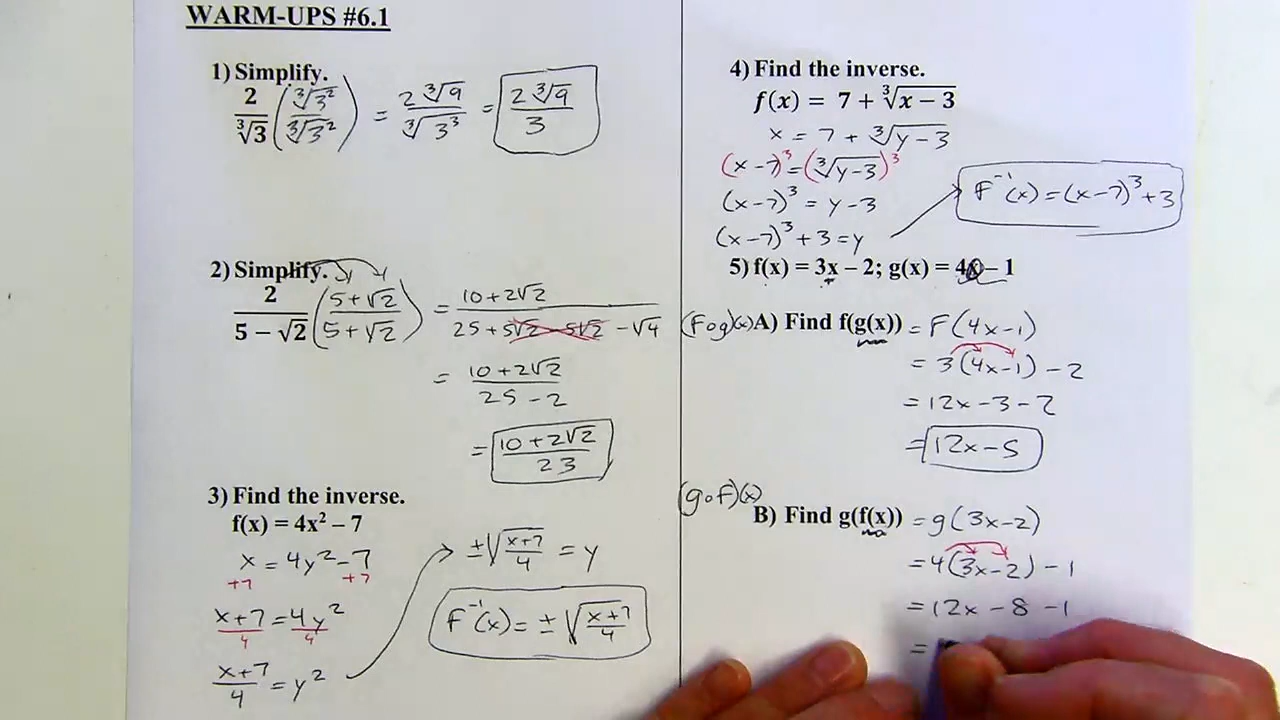 WARM-UPS #6.1
1) Simplify.
2/∛3 (∛3²/∛3²) = 2∛9/∛3³ = 2∛9/3
2) Simplify.
2/(5 − √2) ((5+√2)/(5+√2)) = (10+2√2)/(25+5√2−5√2−√4)
= (10+2√2)/(25−2)
= (10+2√2)/23
3) Find the inverse.
f(x) = 4x² – 7
x = 4y² − 7
+7 +7
(x+7)/4 = 4y²/4
(x+7)/4 = y²
±√((x+7)/4) = y
F⁻¹(x) = ±√((x+7)/4)
4) Find the inverse.
f(x) = 7 + ∛(x − 3)
x = 7 + ∛(y−3)
(x−7)³ = (∛(y−3))³
(x−7)³ = y−3
(x−7)³ + 3 = y
F⁻¹(x) = (x−7)³ + 3
5) f(x) = 3x – 2; g(x) = 4x – 1
(F∘g)(x) A) Find f(g(x)) = F(4x−1)
= 3(4x−1) − 2
= 12x − 3 − 2
= 12x − 5
(g∘F)(x)
B) Find g(f(x)) = g(3x−2)
= 4(3x−2) − 1
= 12x − 8 − 1
=